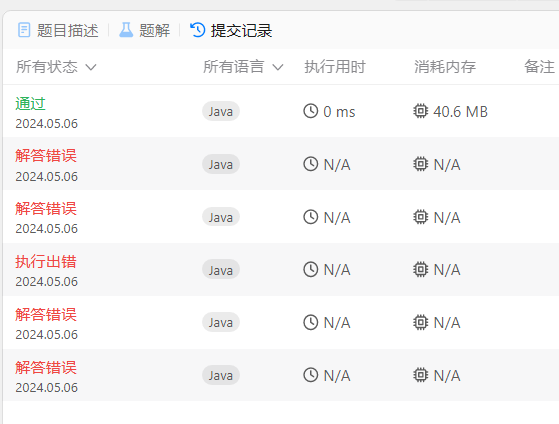 题目描述 题解 提交记录
所有状态 所有语言 执行用时 消耗内存 备注
通过
2024.05.06
Java 0 ms 40.6 MB
解答错误
2024.05.06
Java N/A N/A
解答错误
2024.05.06
Java N/A N/A
执行出错
2024.05.06
Java N/A N/A
解答错误
2024.05.06
Java N/A N/A
解答错误
2024.05.06
Java N/A N/A